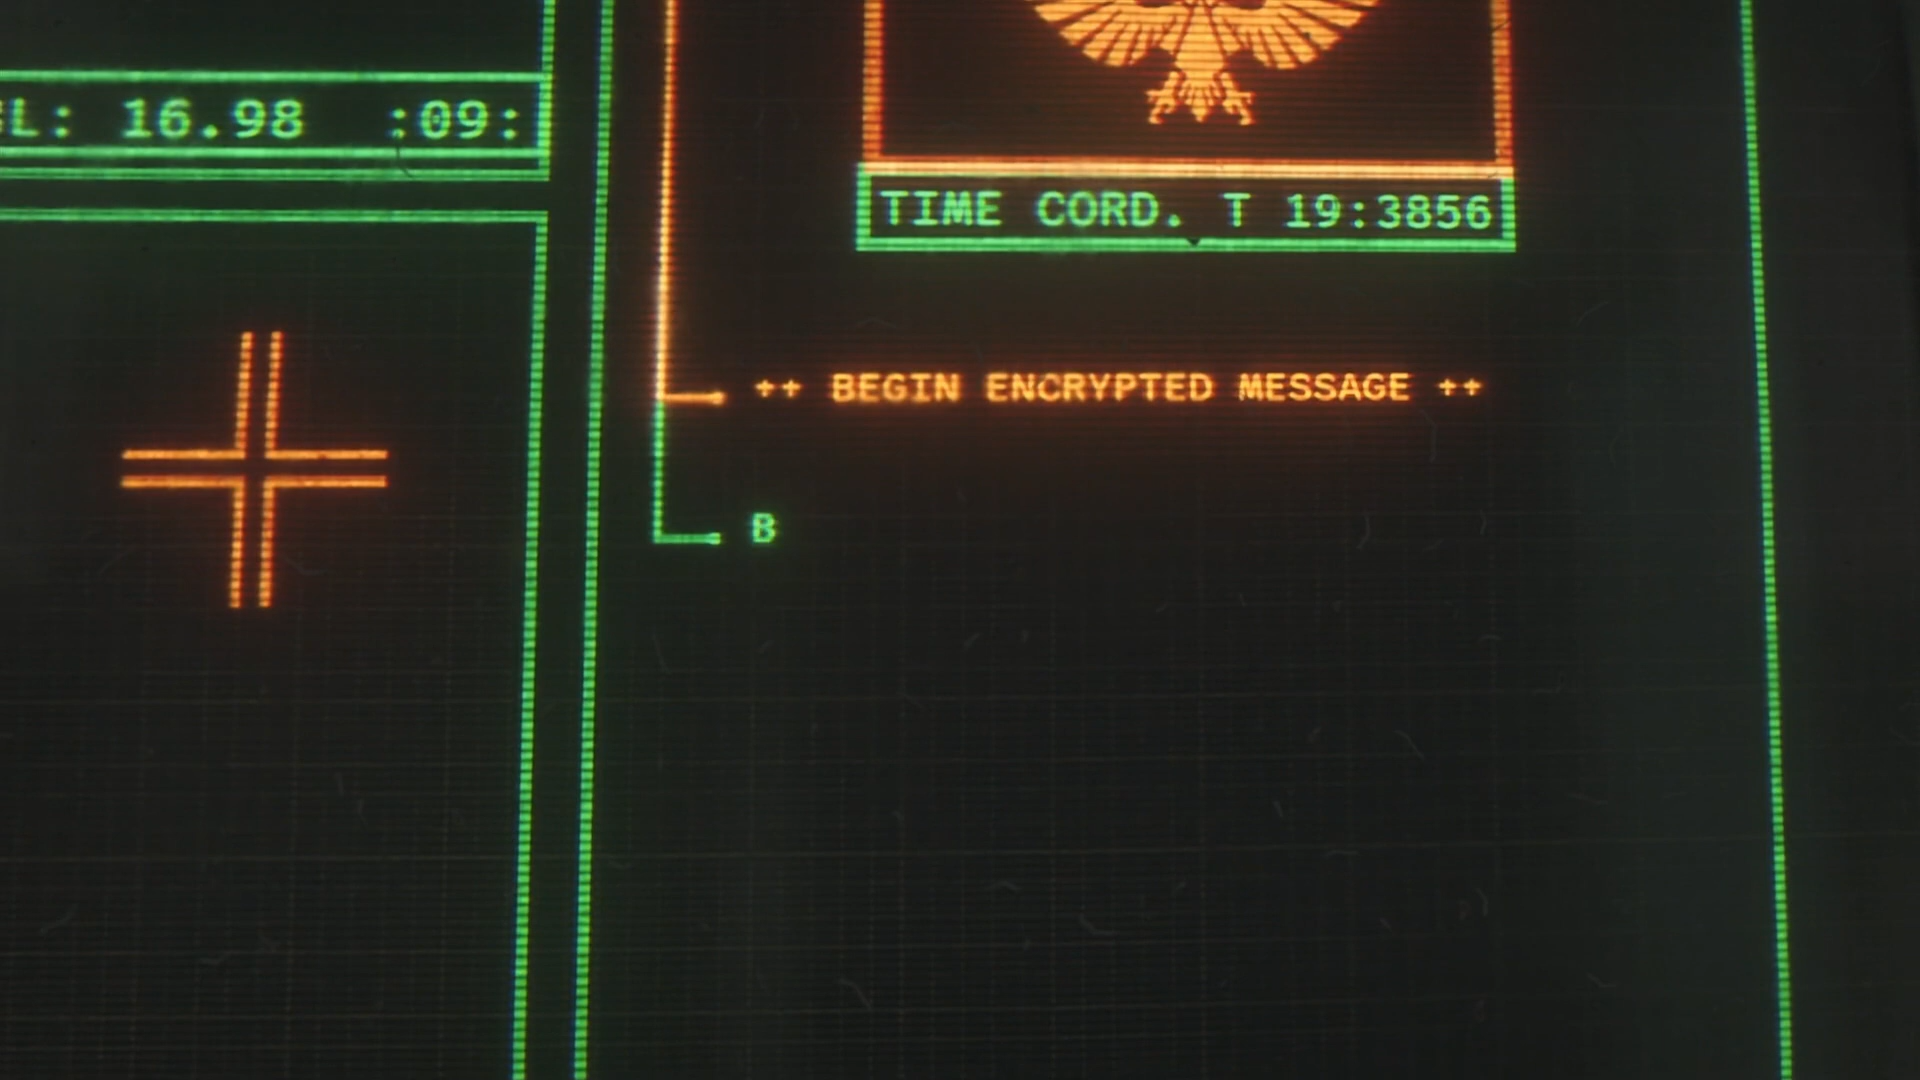 L: 16.98 :09:
TIME CORD. T 19:3856
++ BEGIN ENCRYPTED MESSAGE ++
B